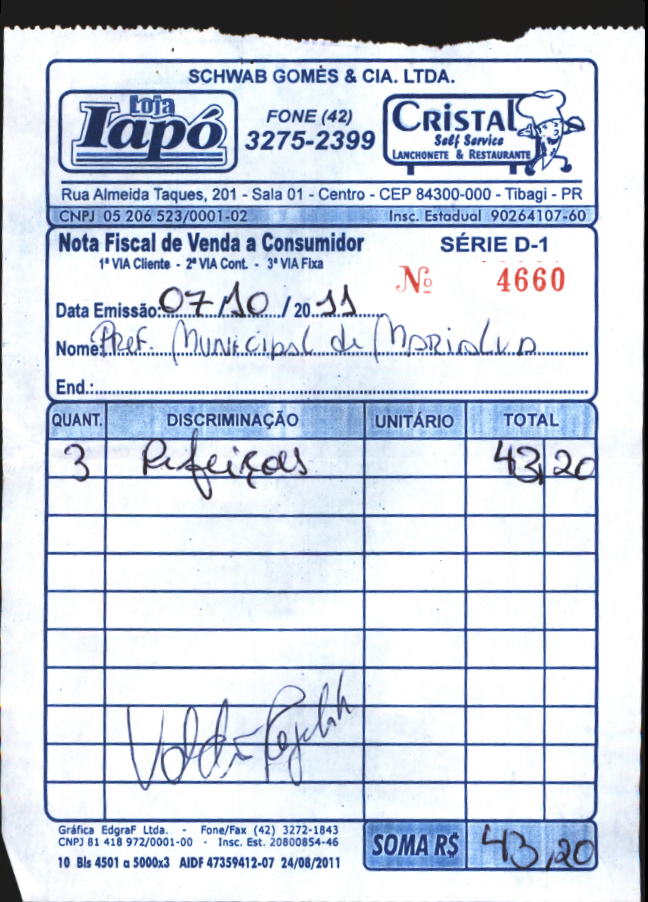 SCHWAB GOMES & CIA. LTDA.
Loja
Iapó
FONE (42)
3275-2399
CRISTAL
Self Service
LANCHONETE & RESTAURANTE
Rua Almeida Taques, 201 - Sala 01 - Centro - CEP 84300-000 - Tibagi - PR
CNPJ 05 206 523/0001-02 Insc. Estadual 90264107-60
Nota Fiscal de Venda a Consumidor SÉRIE D-1
1ª VIA Cliente - 2ª VIA Cont. - 3ª VIA Fixa
Nº 4660
Data Emissão: 07/10/2011
Nome: Pref. Municipal de Marialva
End.:
QUANT. DISCRIMINAÇÃO UNITÁRIO TOTAL
3 Refeições 43,20
Gráfica EdgraF Ltda. - Fone/Fax (42) 3272-1843
CNPJ 81 418 972/0001-00 - Insc. Est. 20800854-46
10 Bls 4501 a 5000x3 AIDF 47359412-07 24/08/2011
SOMA R$ 43,20